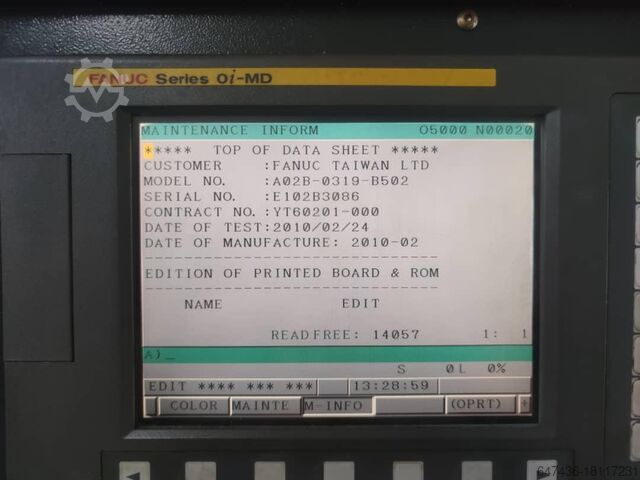 FANUC Series 0i-MD
MAINTENANCE INFORM O5000 N00020
***** TOP OF DATA SHEET *****
CUSTOMER :FANUC TAIWAN LTD
MODEL NO. :A02B-0319-B502
SERIAL NO. :E102B3086
CONTRACT NO.:YT60201-000
DATE OF TEST:2010/02/24
DATE OF MANUFACTURE: 2010-02
EDITION OF PRINTED BOARD & ROM
NAME EDIT
READFREE: 14057 1: 1
A)_
S 0L 0%
EDIT **** *** *** 13:28:59
COLOR MAINTE M-INFO (OPRT) +
647436-18117231